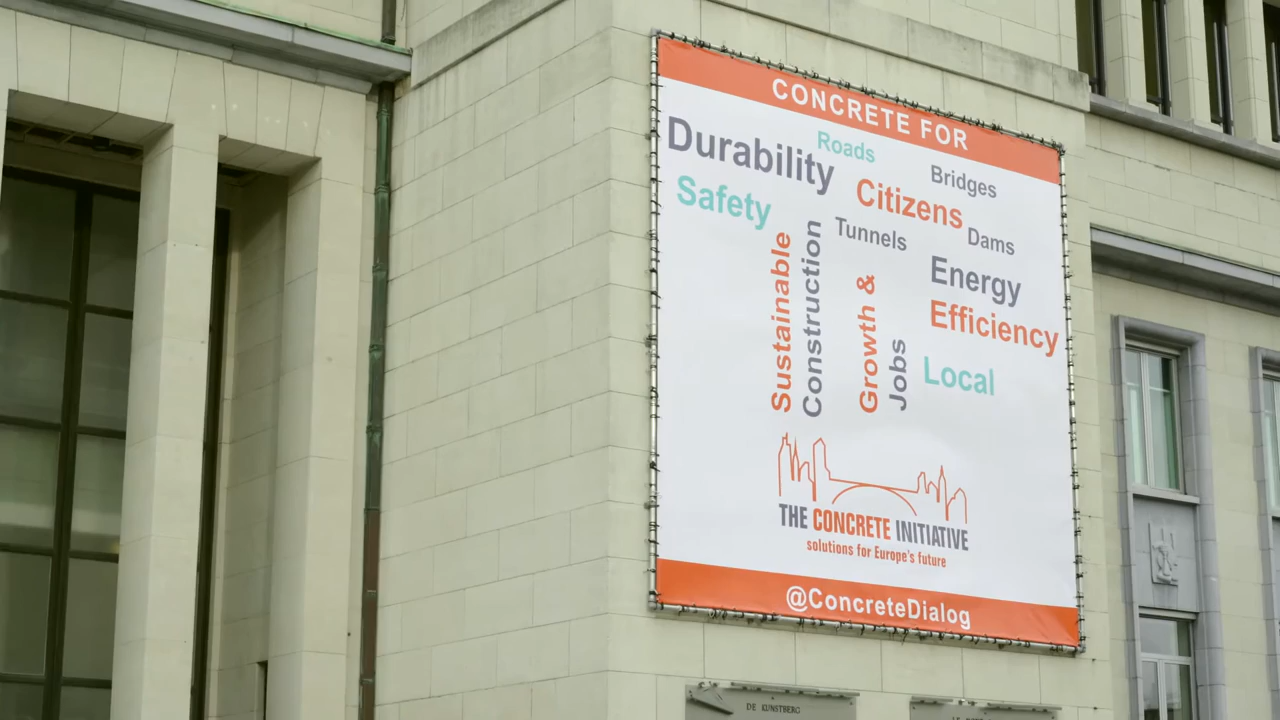 CONCRETE FOR
Durability
Roads
Bridges
Safety
Citizens
Tunnels
Dams
Sustainable
Construction
Growth &
Jobs
Energy
Efficiency
Local
THE CONCRETE INITIATIVE
solutions for Europe's future
@ConcreteDialog
DE KUNSTBERG